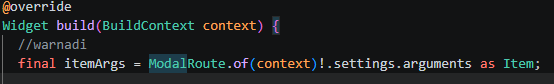 @override
Widget build(BuildContext context) {
//warnadi
final itemArgs = ModalRoute.of(context)!.settings.arguments as Item;